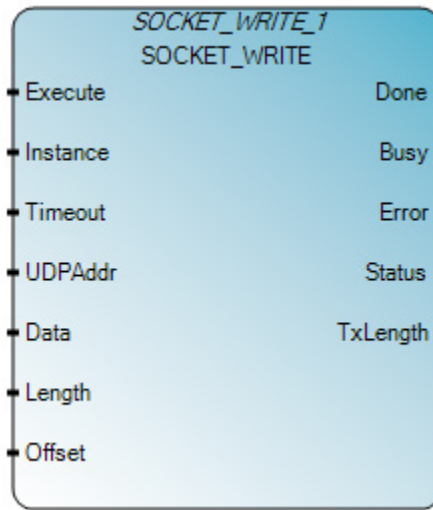 SOCKET_WRITE_1
SOCKET_WRITE
Execute Done
Instance Busy
Timeout Error
UDPAddr Status
Data TxLength
Length
Offset